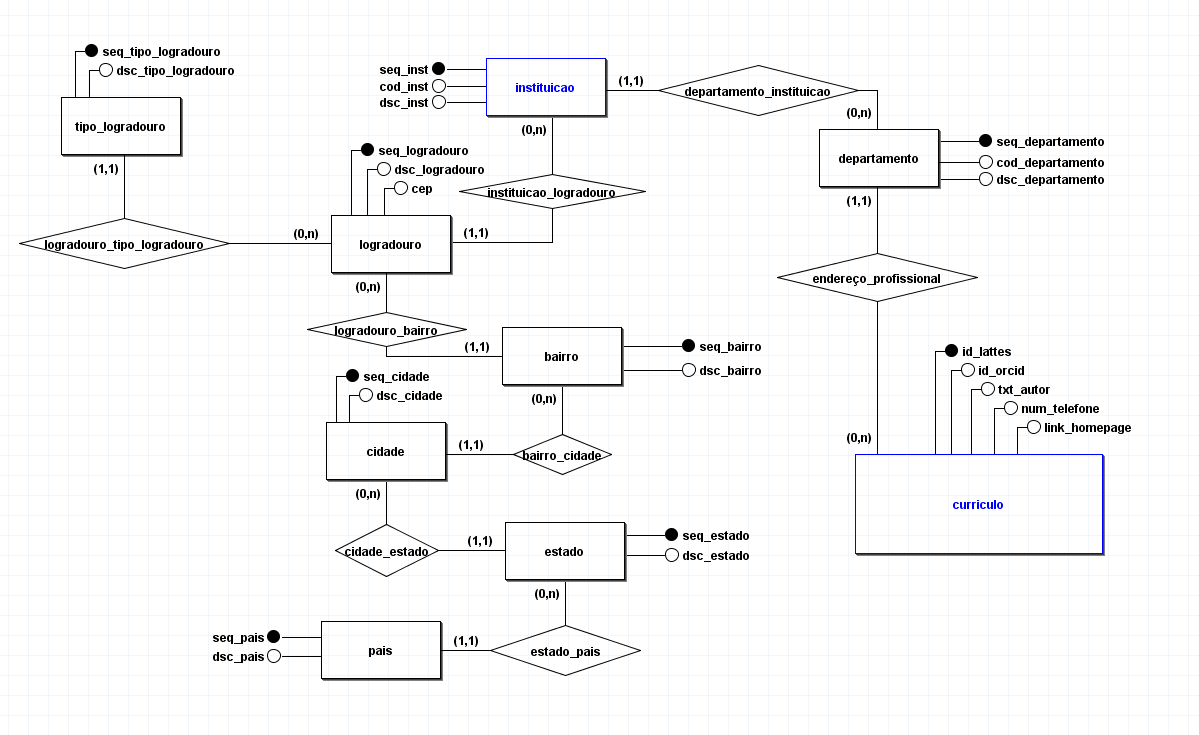 seq_tipo_logradouro
dsc_tipo_logradouro
tipo_logradouro
(1,1)
logradouro_tipo_logradouro
(0,n)
seq_inst
cod_inst
dsc_inst
instituicao
(1,1)
departamento_instituicao
(0,n)
(0,n)
instituicao_logradouro
(1,1)
seq_logradouro
dsc_logradouro
cep
logradouro
(0,n)
departamento
seq_departamento
cod_departamento
dsc_departamento
(1,1)
endereço_profissional
(0,n)
logradouro_bairro
(1,1)
bairro
seq_bairro
dsc_bairro
(0,n)
bairro_cidade
(1,1)
seq_cidade
dsc_cidade
cidade
(0,n)
cidade_estado
(1,1)
estado
seq_estado
dsc_estado
(0,n)
estado_pais
(1,1)
seq_pais
dsc_pais
pais
id_lattes
id_orcid
txt_autor
num_telefone
link_homepage
curriculo